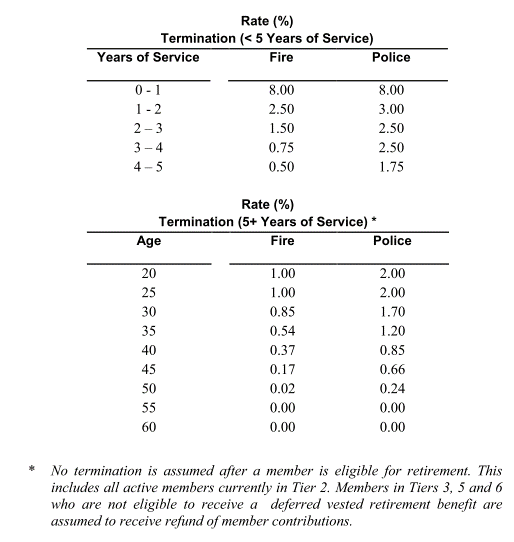 Rate (%)
Termination (< 5 Years of Service)
Years of Service Fire Police
0 - 1 8.00 8.00
1 - 2 2.50 3.00
2 – 3 1.50 2.50
3 – 4 0.75 2.50
4 – 5 0.50 1.75
Rate (%)
Termination (5+ Years of Service) *
Age Fire Police
20 1.00 2.00
25 1.00 2.00
30 0.85 1.70
35 0.54 1.20
40 0.37 0.85
45 0.17 0.66
50 0.02 0.24
55 0.00 0.00
60 0.00 0.00
* No termination is assumed after a member is eligible for retirement. This
includes all active members currently in Tier 2. Members in Tiers 3, 5 and 6
who are not eligible to receive a deferred vested retirement benefit are
assumed to receive refund of member contributions.